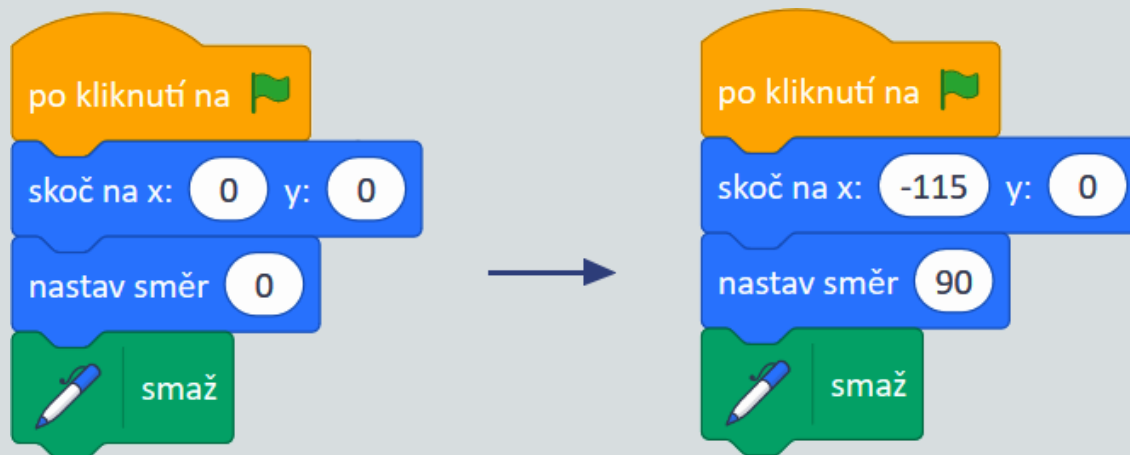 po kliknutí na
skoč na x: 0 y: 0
nastav směr 0
smaž
po kliknutí na
skoč na x: -115 y: 0
nastav směr 90
smaž